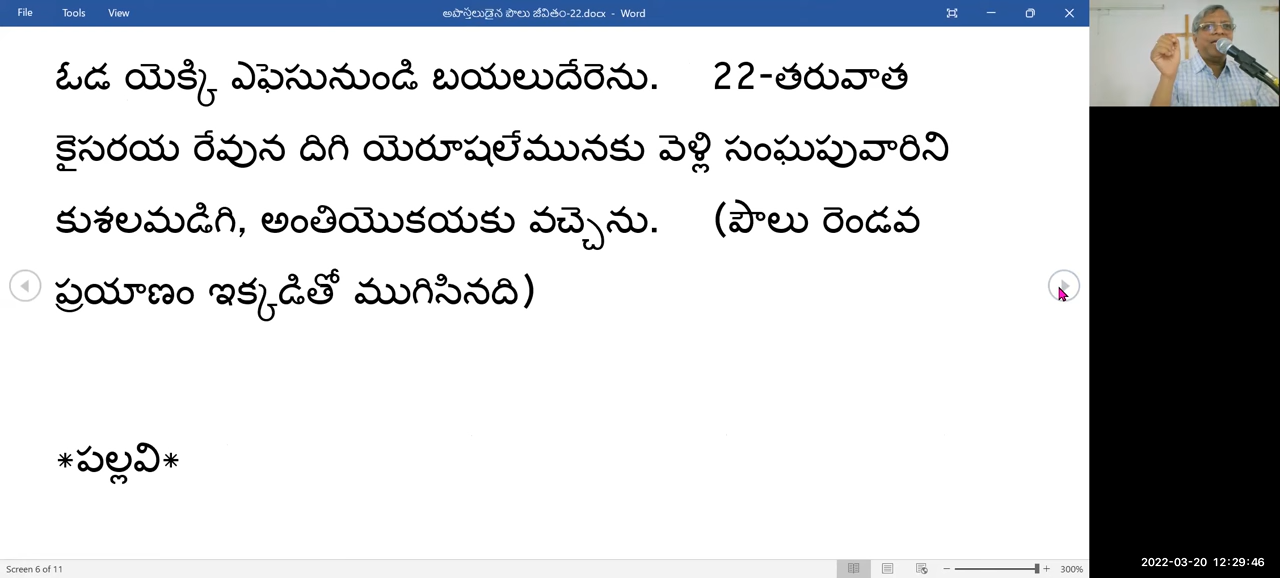 File Tools View అపొస్తలుడైన పౌలు జీవితం-22.docx - Word
ఓడ యెక్కి ఎఫెసునుండి బయలుదేరెను. 22-తరువాత
కైసరయ రేవున దిగి యెరూషలేమునకు వెళ్లి సంఘపువారిని
కుశలమడిగి, అంతియొకయకు వచ్చెను. (పౌలు రెండవ
ప్రయాణం ఇక్కడితో ముగిసినది)
*పల్లవి*
Screen 6 of 11 300%
2022-03-20 12:29:46